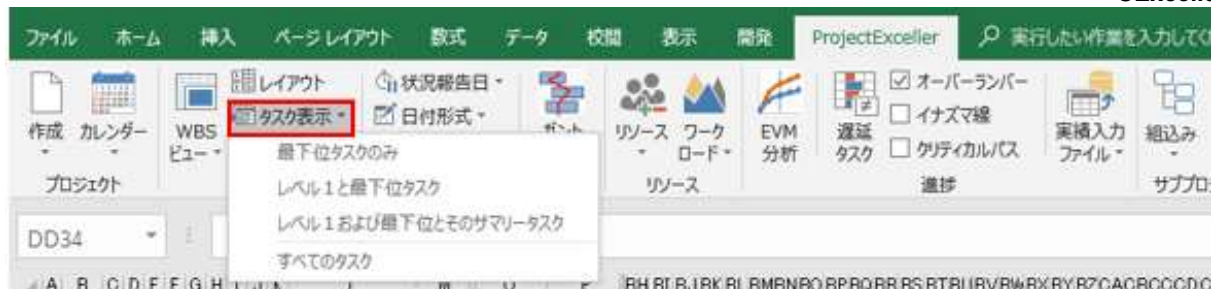 ファイル ホーム 挿入 ページレイアウト 数式 データ 校閲 表示 開発 ProjectExceller 実行したい作業を入力してく
レイアウト 状況報告日 オーバーランバー
タスク表示 日付形式 イナズマ線
クリティカルパス
作成 カレンダー WBS ビュー リソース ワークロード EVM 分析 遅延タスク 実績入力ファイル 組込み
プロジェクト リソース 進捗 サブプロ
最下位タスクのみ
レベル1と最下位タスク
レベル1および最下位とそのサマリータスク
すべてのタスク
DD34
A B C D E F G H